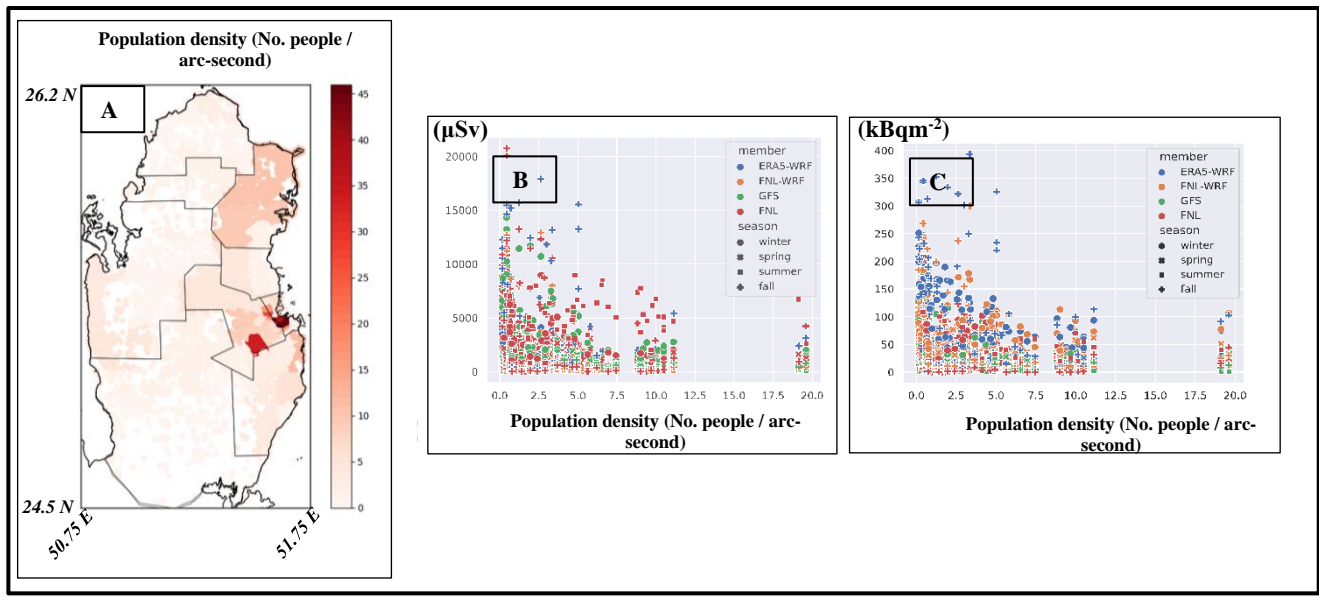 Population density (No. people /
arc-second)
26.2 N
A
45
40
35
30
25
20
15
10
5
0
24.5 N
50.75 E
51.75 E
(µSv)
B
20000
15000
10000
5000
0
member
ERA5-WRF
FNL-WRF
GFS
FNL
season
winter
spring
summer
fall
0.0 2.5 5.0 7.5 10.0 12.5 15.0 17.5 20.0
Population density (No. people / arc-
second)
(kBqm⁻²)
C
400
350
300
250
200
150
100
50
0
member
ERA5-WRF
FNL-WRF
GFS
FNL
season
winter
spring
summer
fall
0.0 2.5 5.0 7.5 10.0 12.5 15.0 17.5 20.0
Population density (No. people / arc-
second)